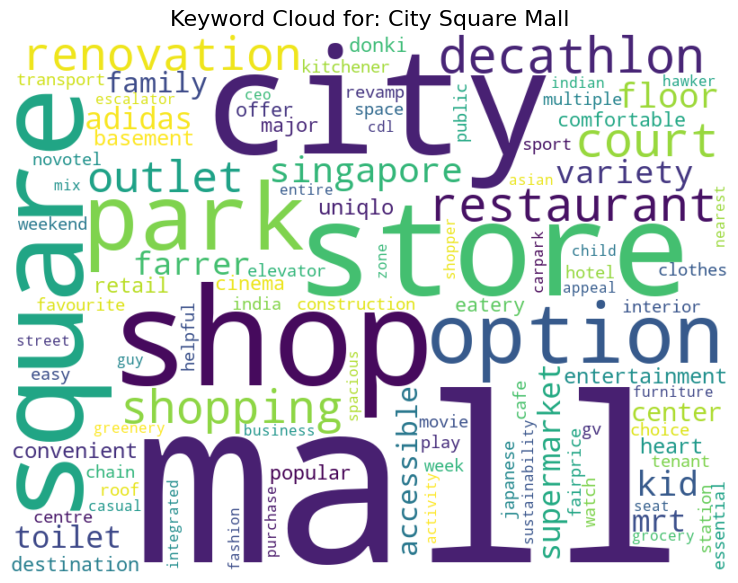 Keyword Cloud for: City Square Mall
renovation
city
donki
kitchener
decathlon
transport
family
escalator
ceo
offer
revamp
space
major
cdl
public
indian
hawker
multiple
floor
comfortable
adidas
basement
novotel
mix
weekend
square
outlet
singapore
entire
uniqlo
sport
court
asian
variety
restaurant
nearest
park
store
farrer
elevator
retail
cinema
zone
shopper
carpark
child
hotel
appeal
clothes
favourite
india
construction
eatery
interior
street
easy
guy
helpful
shop
spacious
option
entertainment
furniture
shopping
greenery
business
accessible
movie
play
cafe
supermarket
center
choice
gv
heart
convenient
chain
popular
week
japanese
sustainability
fairprice
watch
kid
tenant
roof
casual
centre
integrated
fashion
purchase
mall
activity
seat
mrt
grocery
station
essential
toilet
destination